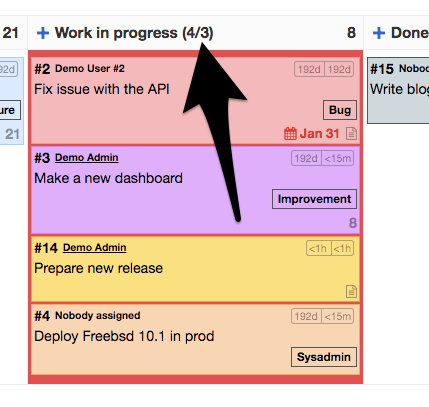 21
+ Work in progress (4/3) 8
+ Done
92d
ure
21
#2 Demo User #2 192d 192d
Fix issue with the API
Bug
Jan 31
#3 Demo Admin 192d <15m
Make a new dashboard
Improvement
8
#14 Demo Admin <1h <1h
Prepare new release
#4 Nobody assigned 192d <15m
Deploy Freebsd 10.1 in prod
Sysadmin
#15 Nobo
Write blog